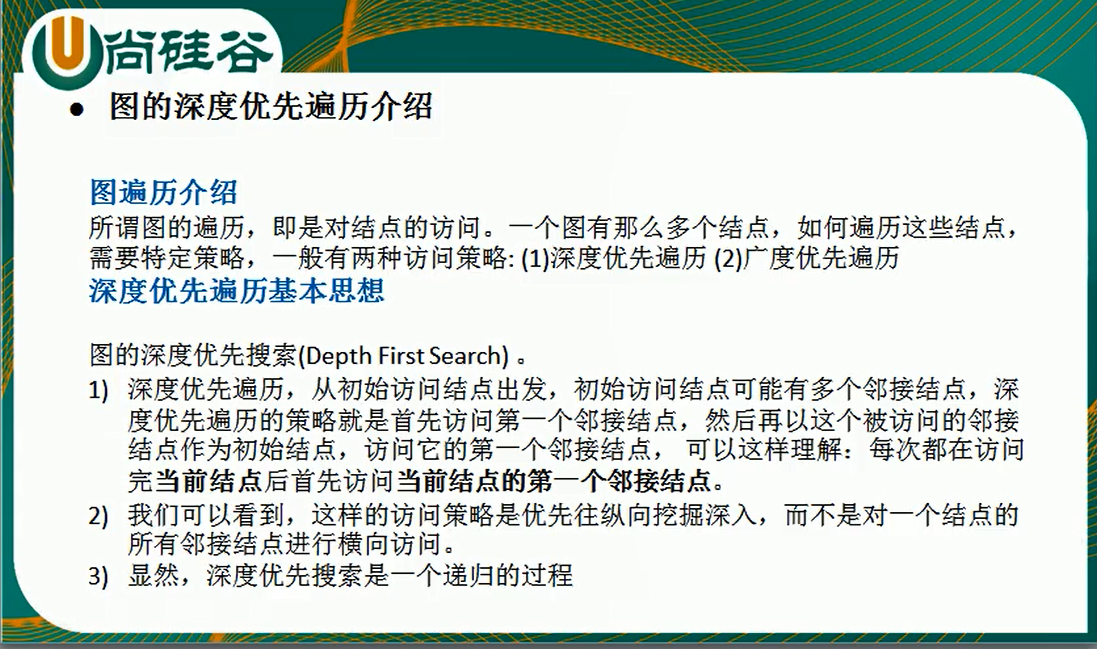 尚硅谷
● 图的深度优先遍历介绍
图遍历介绍
所谓图的遍历，即是对结点的访问。一个图有那么多个结点，如何遍历这些结点，
需要特定策略，一般有两种访问策略: (1)深度优先遍历 (2)广度优先遍历
深度优先遍历基本思想
图的深度优先搜索(Depth First Search) 。
1) 深度优先遍历，从初始访问结点出发，初始访问结点可能有多个邻接结点，深
度优先遍历的策略就是首先访问第一个邻接结点，然后再以这个被访问的邻接
结点作为初始结点，访问它的第一个邻接结点， 可以这样理解：每次都在访问
完当前结点后首先访问当前结点的第一个邻接结点。
2) 我们可以看到，这样的访问策略是优先往纵向挖掘深入，而不是对一个结点的
所有邻接结点进行横向访问。
3) 显然，深度优先搜索是一个递归的过程